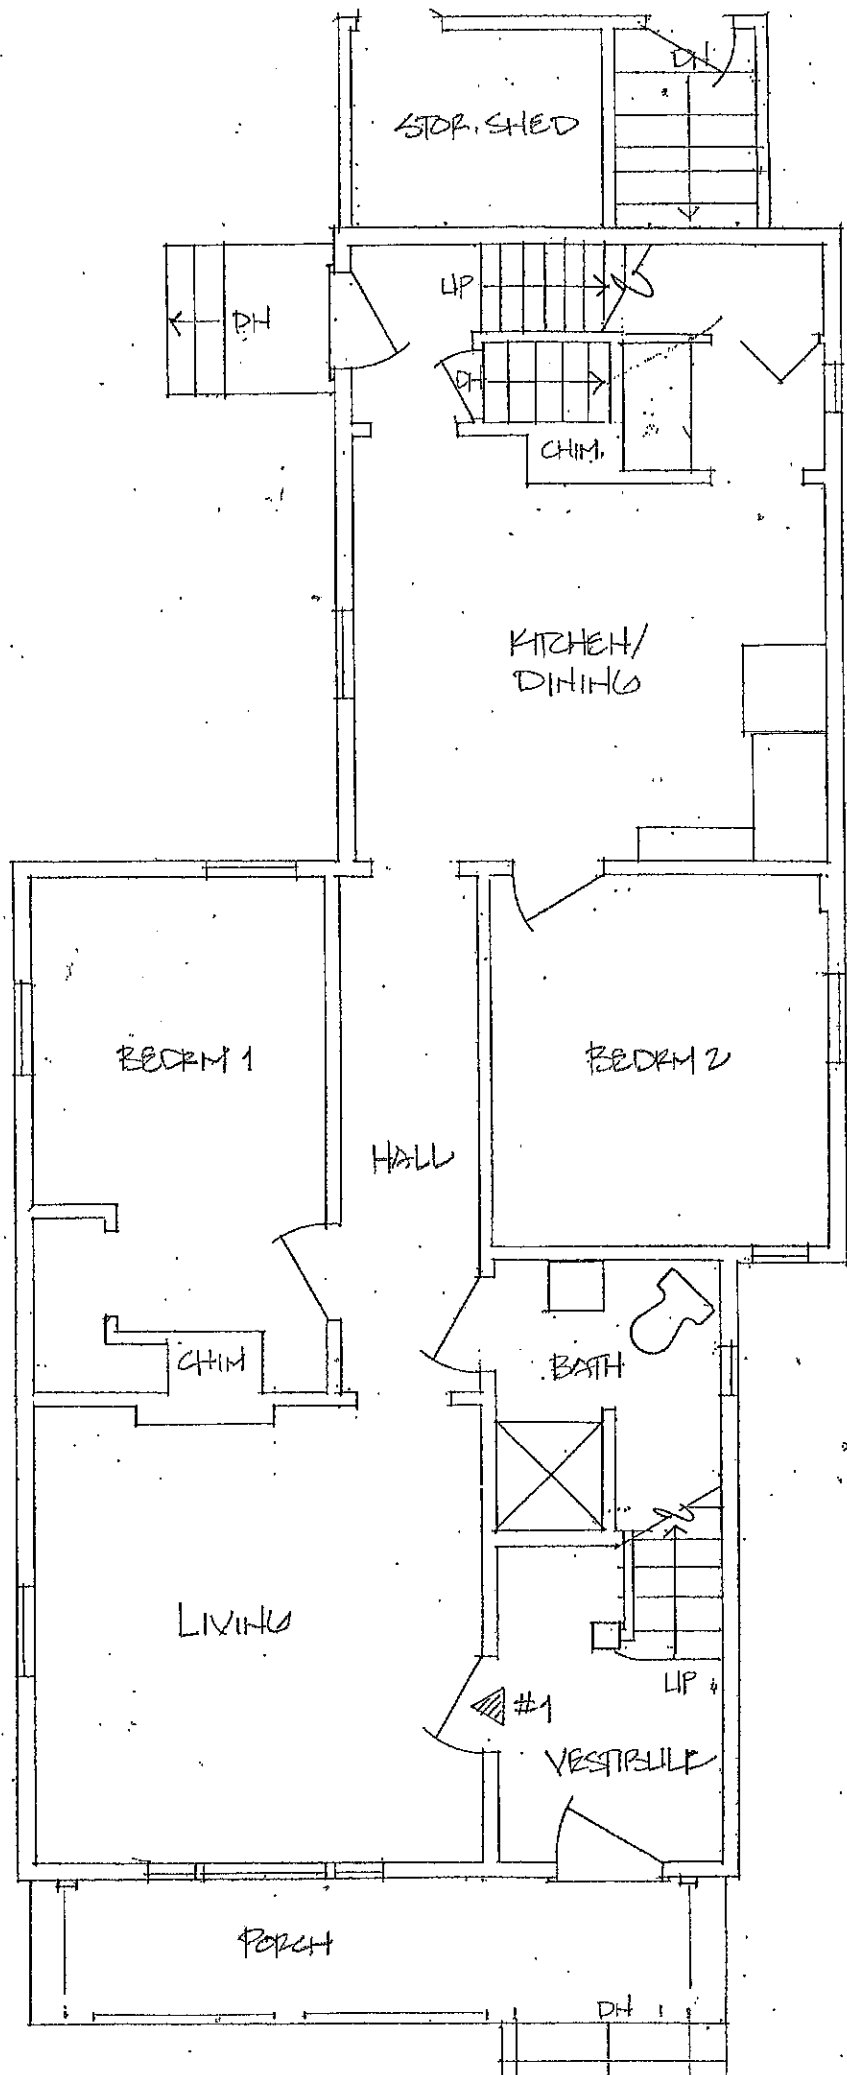 DN
STOR. SHED
UP
DN
DN
CHIM.
KITCHEN/
DINING
BEDRM 1
BEDRM 2
HALL
CHIM
BATH
LIVING
UP
#1
VESTIBULE
PORCH
DN